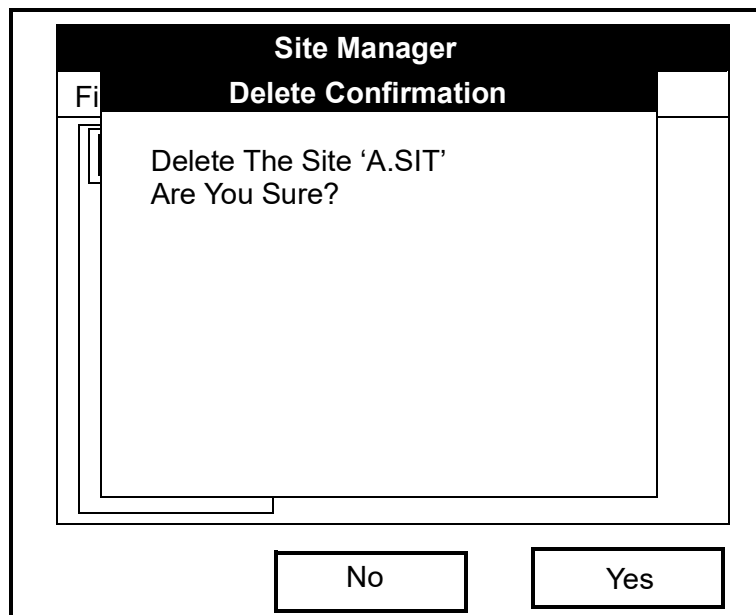 Site Manager
Fi
Delete Confirmation
Delete The Site ‘A.SIT’
Are You Sure?
No
Yes